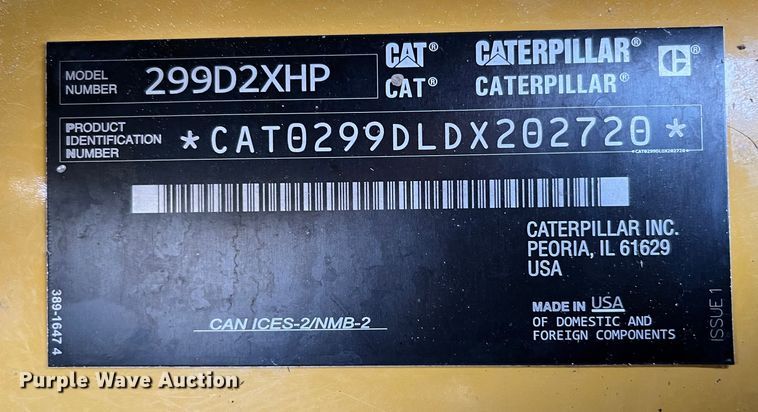 MODEL
NUMBER
299D2XHP
CAT® CATERPILLAR® C®
CAT® CATERPILLAR®
PRODUCT
IDENTIFICATION
NUMBER
*CAT0299DLDX202720*
*CAT0299DLDX202720*
CATERPILLAR INC.
PEORIA, IL 61629
USA
MADE IN USA
OF DOMESTIC AND
FOREIGN COMPONENTS
CAN ICES-2/NMB-2
389-1647 4
ISSUE 1
Purple Wave Auction